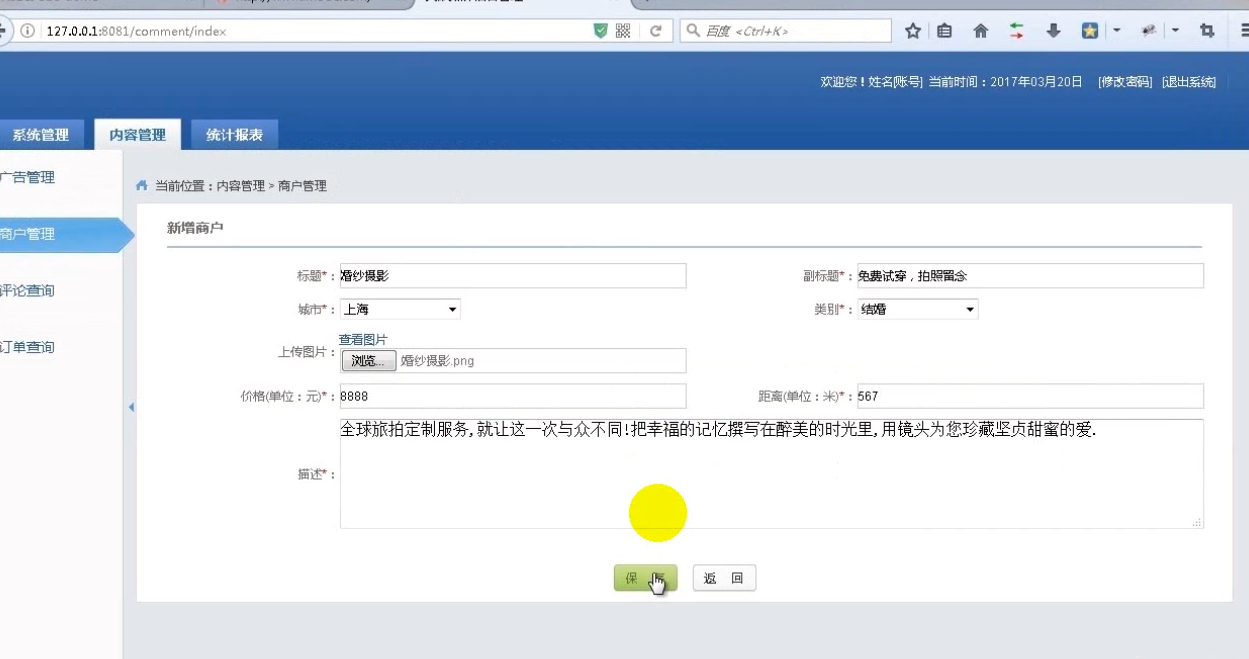 127.0.0.1:8081/comment/index
百度 <Ctrl+K>
欢迎您！姓名[账号] 当前时间：2017年03月20日 [修改密码] [退出系统]
系统管理 内容管理 统计报表
广告管理
商户管理
评论查询
订单查询
当前位置：内容管理 > 商户管理
新增商户
标题*： 婚纱摄影 副标题*： 免费试穿，拍照留念
城市*： 上海 类别*： 结婚
查看图片
上传图片： 浏览... 婚纱摄影.png
价格(单位：元)*： 8888 距离(单位：米)*： 567
描述*： 全球旅拍定制服务,就让这一次与众不同!把幸福的记忆撰写在醉美的时光里,用镜头为您珍藏坚贞甜蜜的爱.
保 返 回